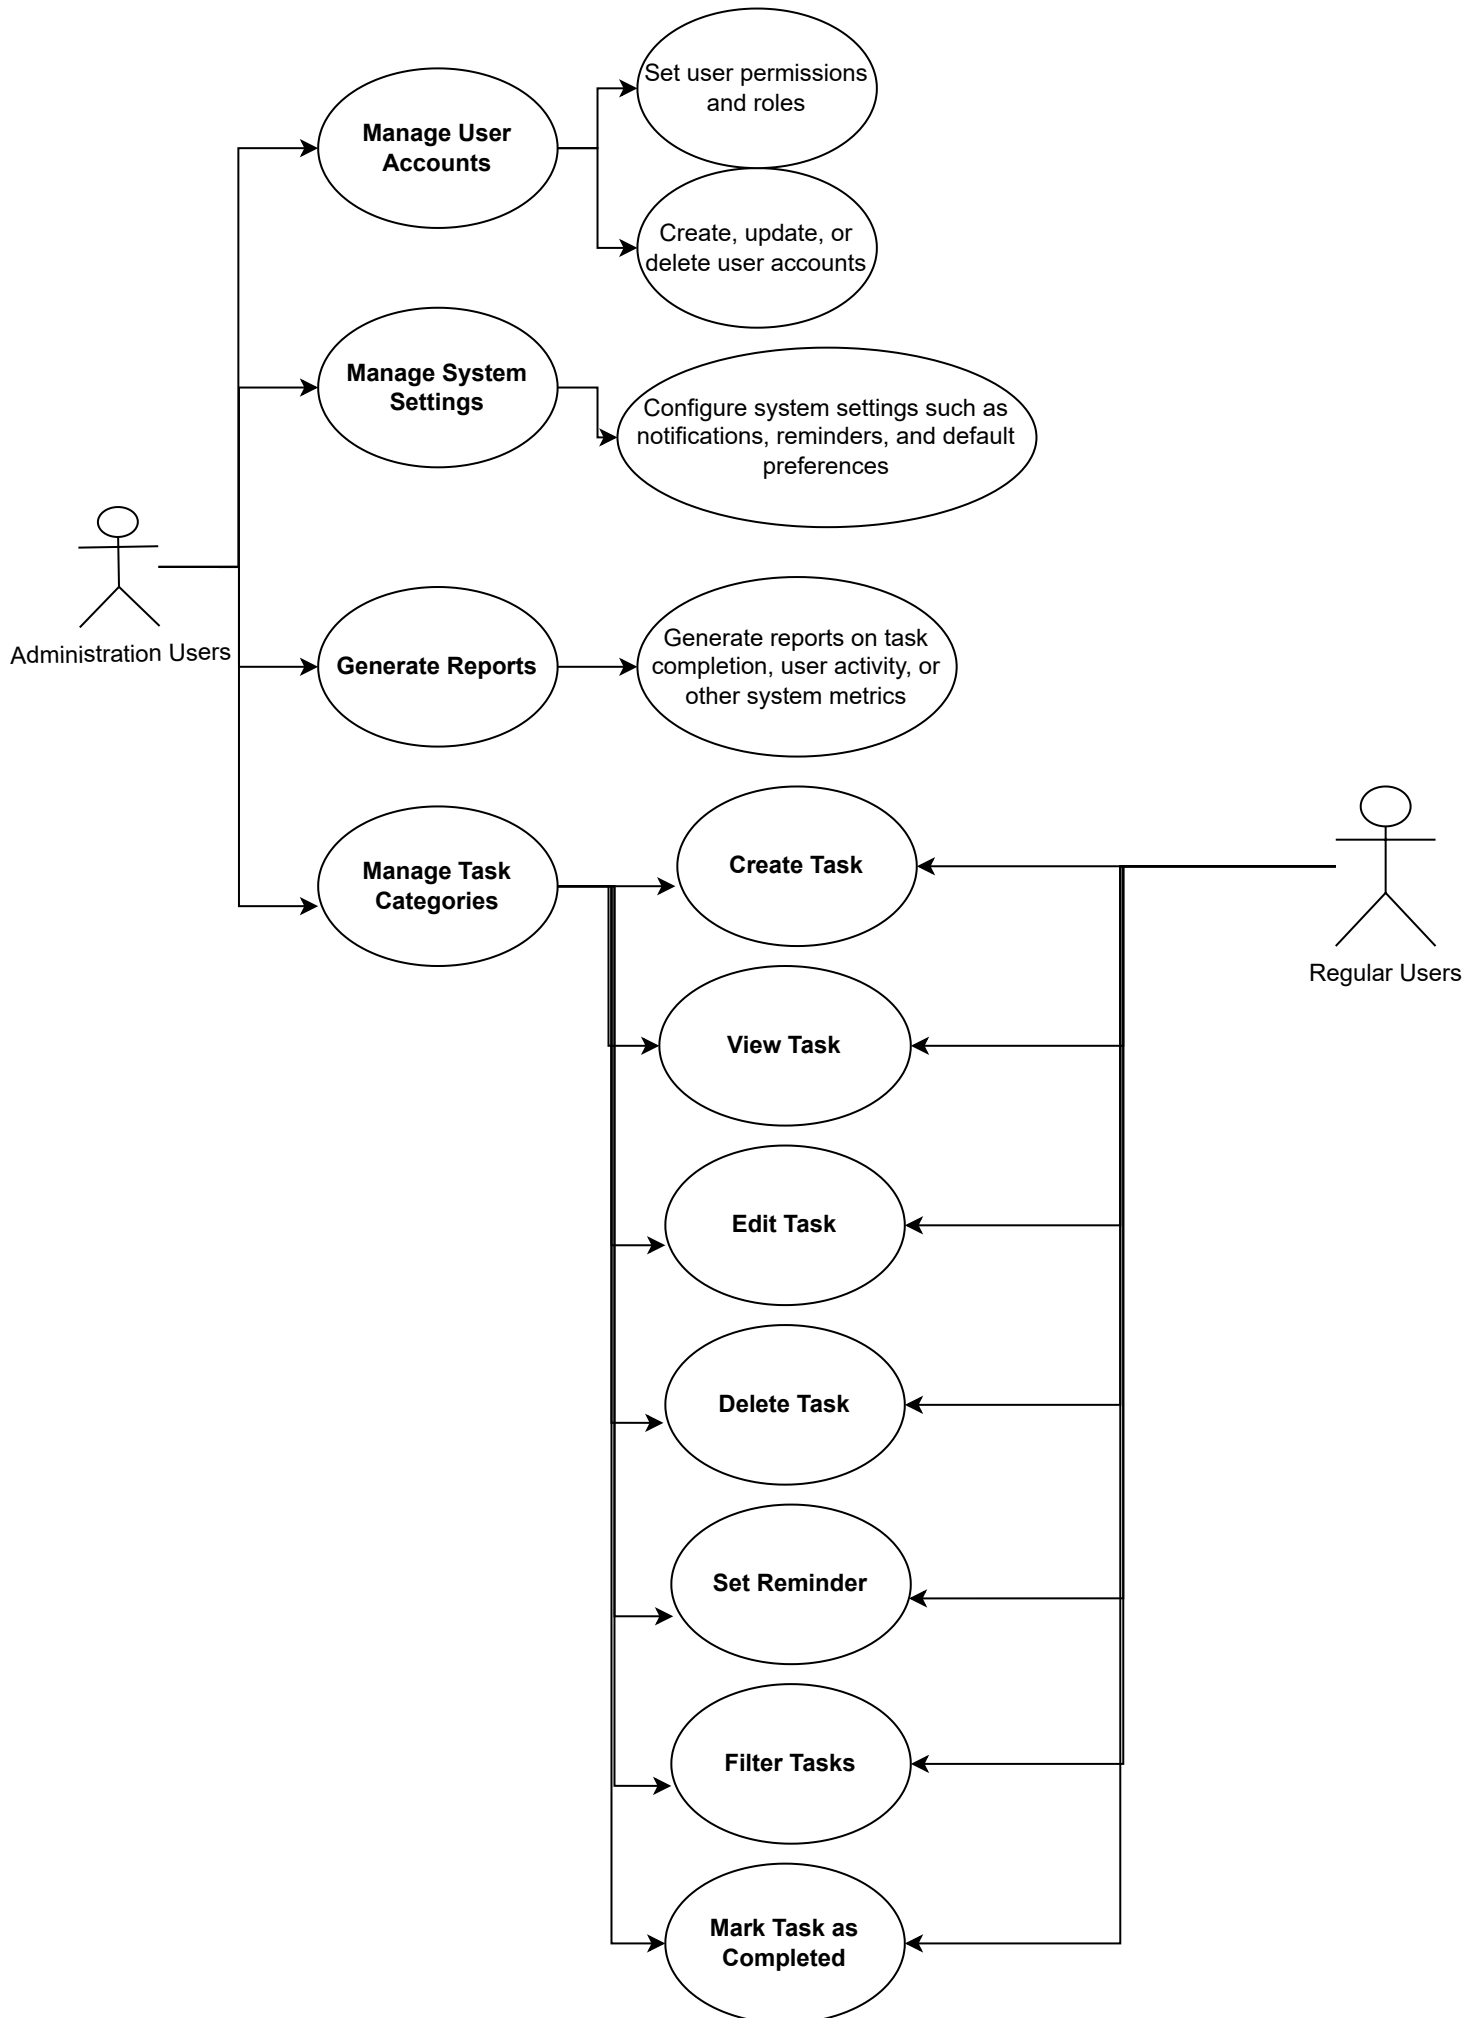 Set user permissions
and roles
Manage User
Accounts
Create, update, or
delete user accounts
Manage System
Settings
Configure system settings such as
notifications, reminders, and default
preferences
Administration Users
Generate Reports
Generate reports on task
completion, user activity, or
other system metrics
Manage Task
Categories
Create Task
Regular Users
View Task
Edit Task
Delete Task
Set Reminder
Filter Tasks
Mark Task as
Completed